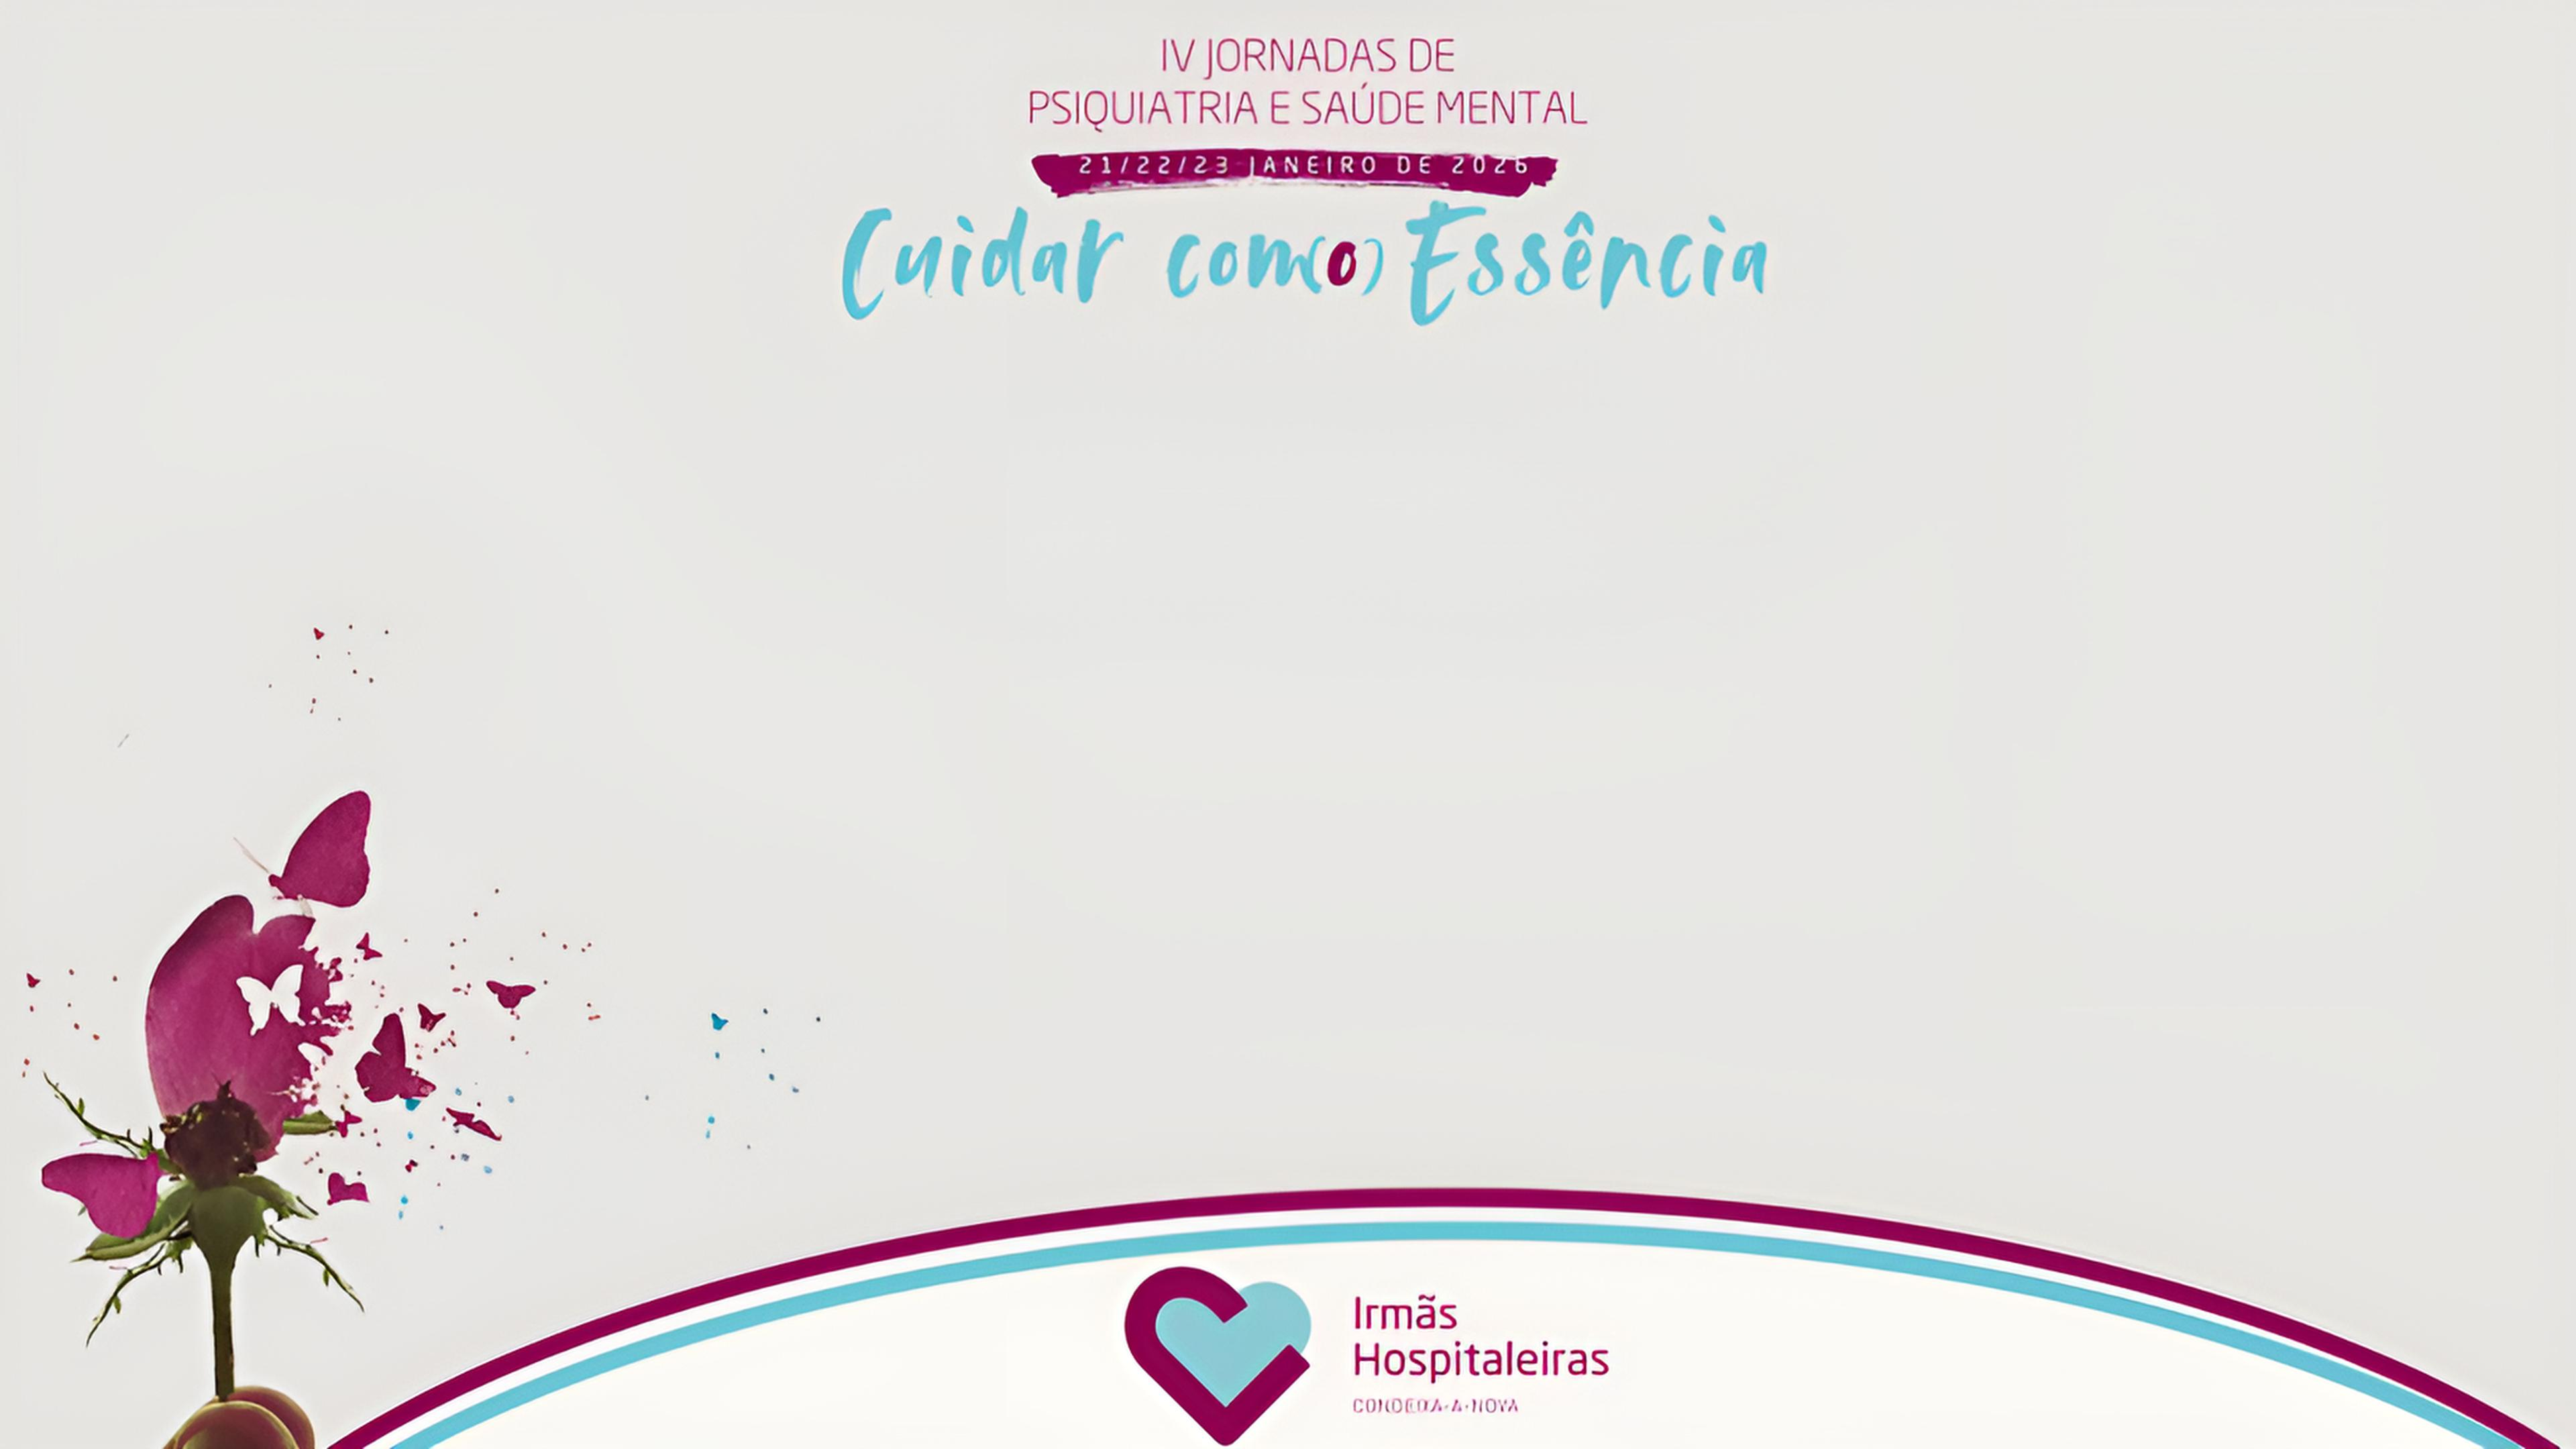 IV JORNADAS DE
PSIQUIATRIA E SAÚDE MENTAL
21/22/23 JANEIRO DE 2026
Cuidar com(o) Essência
Irmãs
Hospitaleiras
CONDEIXA-A-NOVA